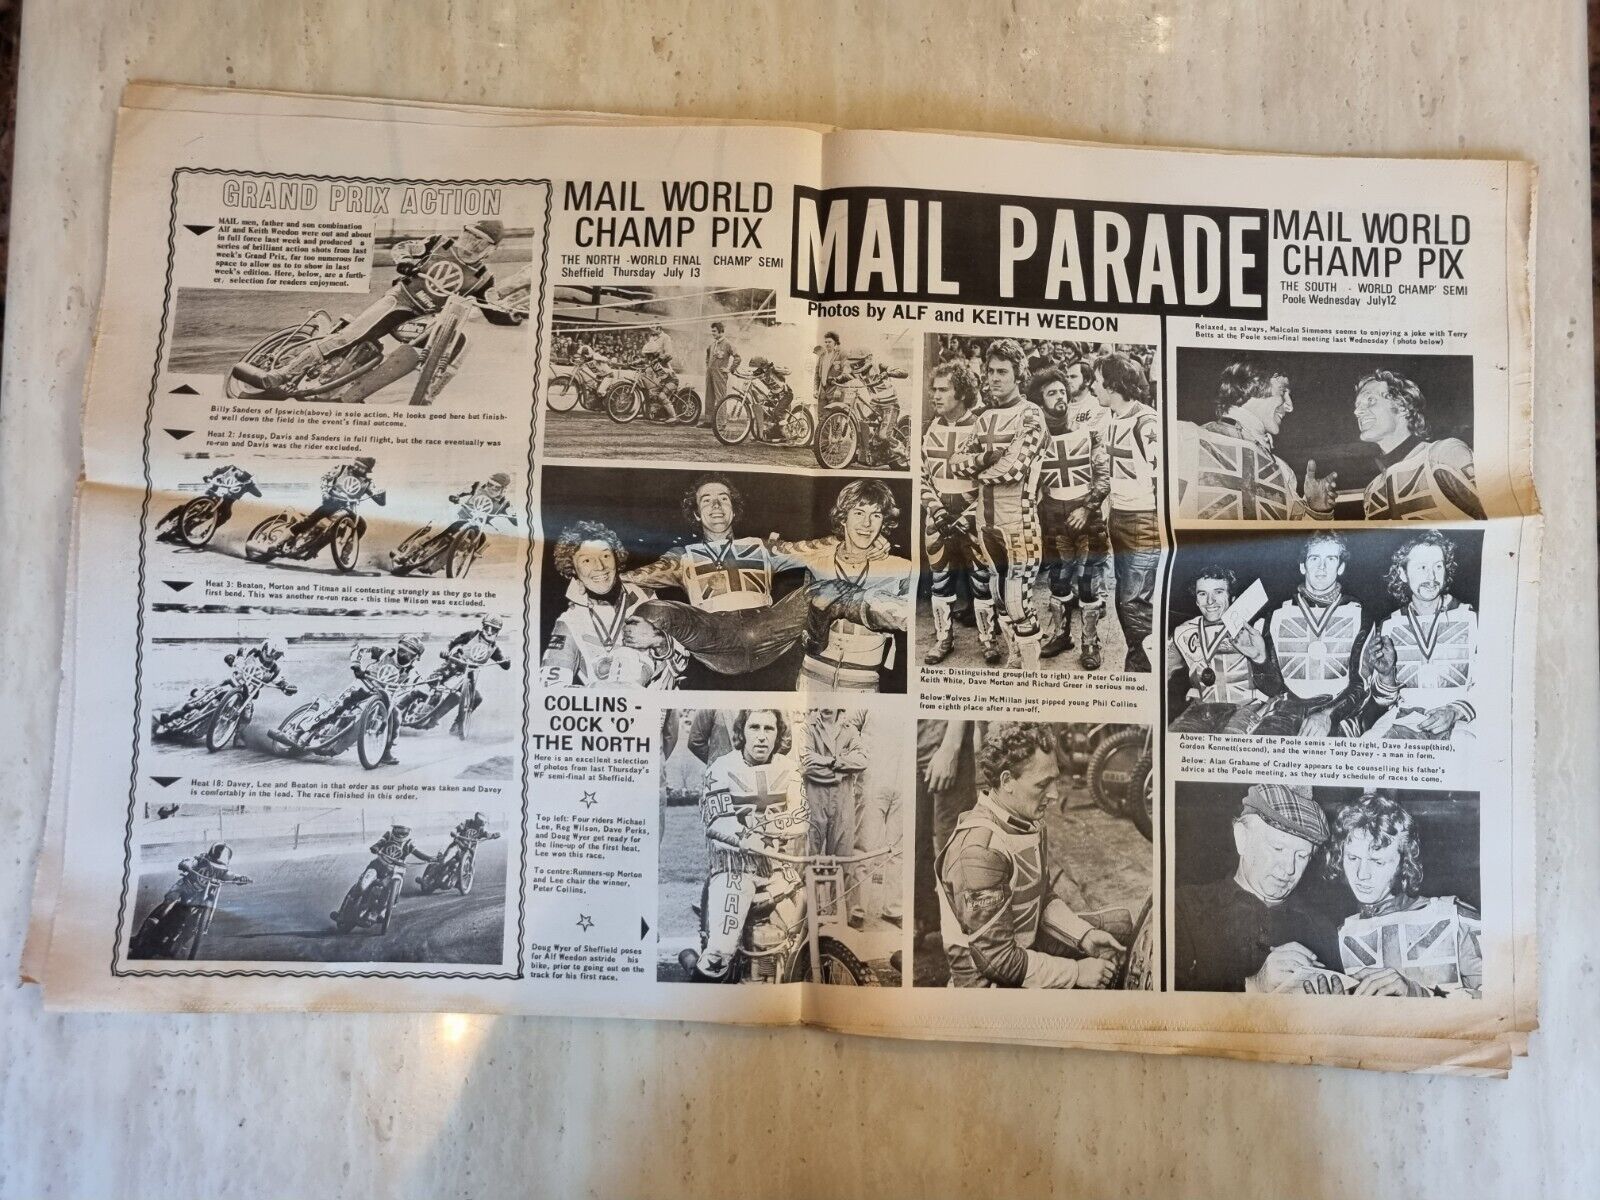 GRAND PRIX ACTION
MAIL men, father and son combination
Alf and Keith Weedon were out and about
in full force last week and produced a
series of brilliant action shots from last
week's Grand Prix, far too numerous for
space to allow us to to show in last
week's edition. Here, below, are a furth-
er, selection for readers enjoyment.
Billy Sanders of Ipswich(above) in solo action. He looks good here but finish-
ed well down the field in the event's final outcome.
Heat 2: Jessup, Davis and Sanders in full flight, but the race eventually was
re-run and Davis was the rider excluded.
Heat 3: Beaton, Morton and Titman all contesting strongly as they go to the
first bend. This was another re-run race - this time Wilson was excluded.
Heat 18: Davey, Lee and Beaton in that order as our photo was taken and Davey
is comfortably in the lead. The race finished in this order.
MAIL WORLD
CHAMP PIX
THE NORTH -WORLD FINAL CHAMP' SEMI
Sheffield Thursday July 13
COLLINS -
COCK 'O'
THE NORTH
Here is an excellent selection
of photos from last Thursday's
WF semi-final at Sheffield.
Top left: Four riders Michael
Lee, Reg Wilson, Dave Perks,
and Doug Wyer get ready for
the line-up of the first heat.
Lee won this race.
To centre:Runners-up Morton
and Lee chair the winner,
Peter Collins.
Doug Wyer of Sheffield poses
for Alf Weedon astride his
bike, prior to going out on the
track for his first race.
RAP
MAIL PARADE
Photos by ALF and KEITH WEEDON
Above: Distinguished group(left to right) are Peter Collins
Keith White, Dave Morton and Richard Greer in serious mood.
Below:Wolves Jim McMillan just pipped young Phil Collins
from eighth place after a run-off.
MAIL WORLD
CHAMP PIX
THE SOUTH - WORLD CHAMP' SEMI
Poole Wednesday July12
Relaxed, as always, Malcolm Simmons seems to enjoying a joke with Terry
Betts at the Poole semi-final meeting last Wednesday (photo below)
Above: The winners of the Poole semis - left to right, Dave Jessup(third),
Gordon Kennett(second), and the winner Tony Davey - a man in form.
Below: Alan Grahame of Cradley appears to be counselling his father's
advice at the Poole meeting, as they study schedule of races to come.